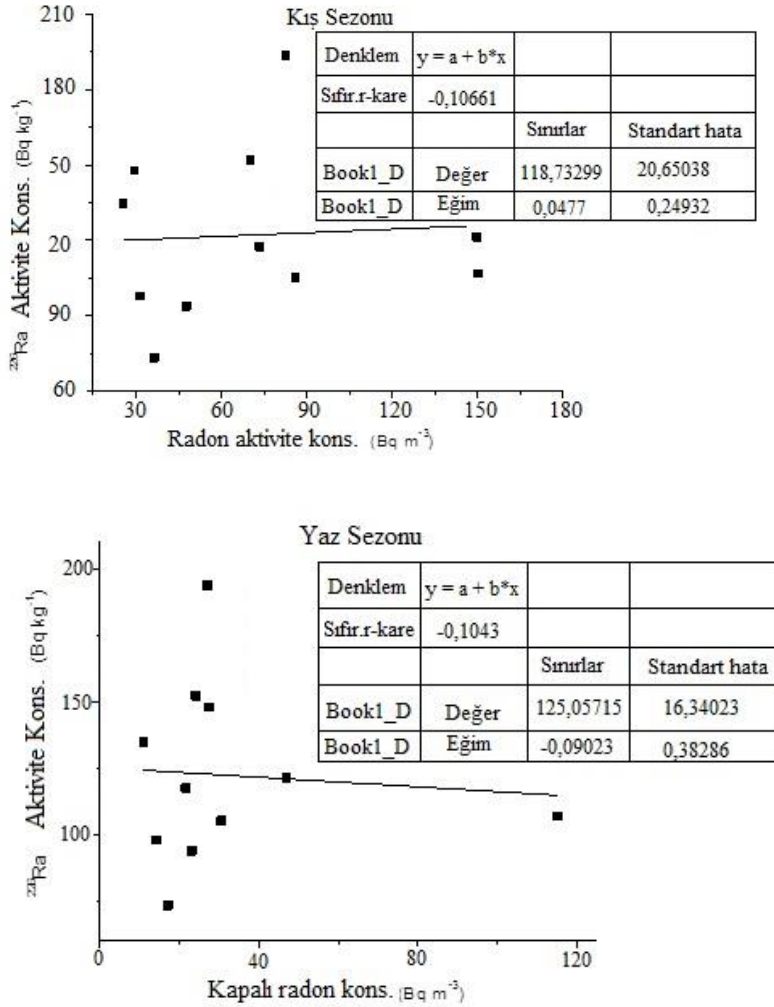 Kış Sezonu
210
180
50
20
90
60
²²⁶Ra Aktivite Kons. (Bq kg⁻¹)
Denklem y = a + b*x
Sıfır.r-kare -0,10661
Sınırlar Standart hata
Book1_D Değer 118,73299 20,65038
Book1_D Eğim 0,0477 0,24932
30 60 90 120 150 180
Radon aktivite kons. (Bq m⁻³)
Yaz Sezonu
200
150
100
²²⁶Ra Aktivite Kons. (Bq kg⁻¹)
Denklem y = a + b*x
Sıfır.r-kare -0,1043
Sınırlar Standart hata
Book1_D Değer 125,05715 16,34023
Book1_D Eğim -0,09023 0,38286
0 40 80 120
Kapalı radon kons. (Bq m⁻³)